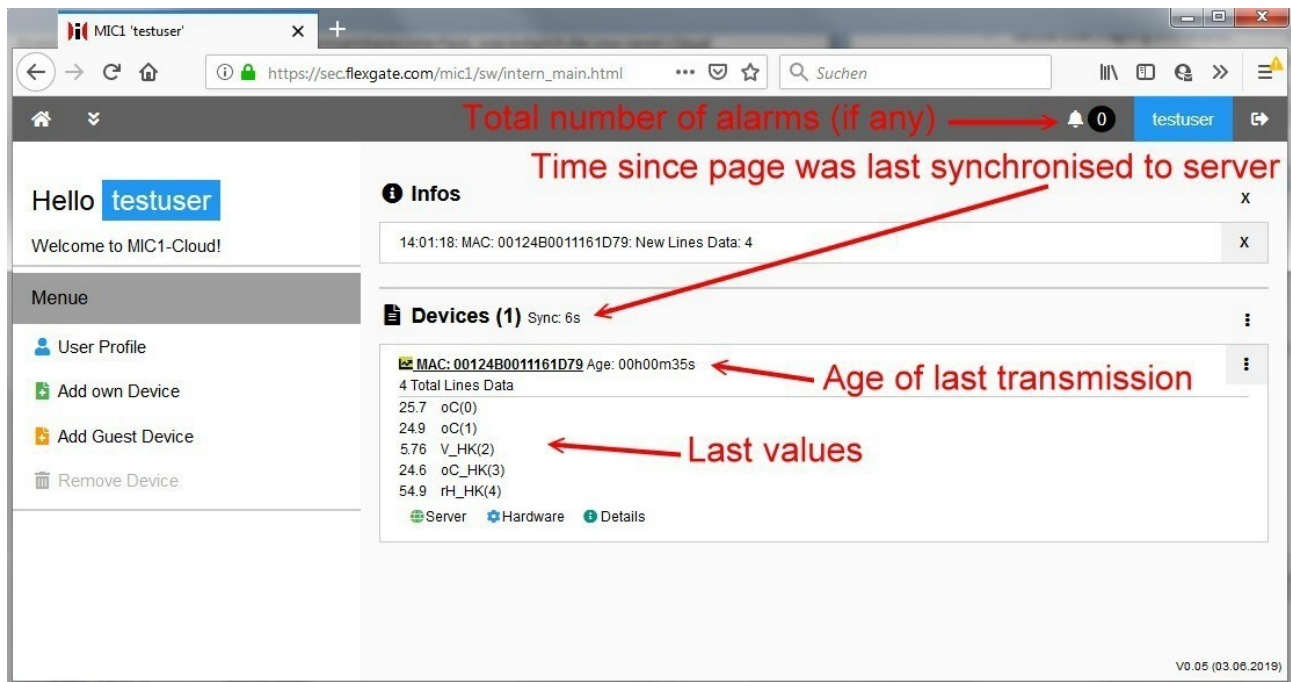 MIC1 'testuser'
https://sec.flexgate.com/mic1/sw/intern_main.html
Suchen
Total number of alarms (if any)
0
testuser
Time since page was last synchronised to server
Hello testuser
Infos
X
Welcome to MIC1-Cloud!
14:01:18: MAC: 00124B0011161D79: New Lines Data: 4
X
Menue
Devices (1) Sync: 6s
User Profile
MAC: 00124B0011161D79 Age: 00h00m35s
Age of last transmission
Add own Device
4 Total Lines Data
25.7 oC(0)
24.9 oC(1)
Add Guest Device
5.76 V_HK(2)
Last values
24.6 oC_HK(3)
Remove Device
54.9 rH_HK(4)
Server Hardware Details
V0.05 (03.06.2019)